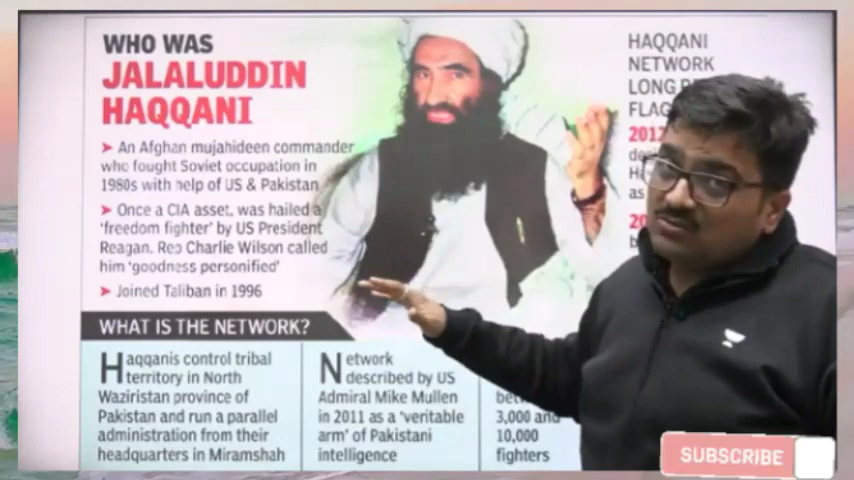 WHO WAS
JALALUDDIN
HAQQANI
➤ An Afghan mujahideen commander
who fought Soviet occupation in
1980s with help of US & Pakistan
➤ Once a CIA asset, was hailed a
'freedom fighter' by US President
Reagan. Rep Charlie Wilson called
him 'goodness personified'
➤ Joined Taliban in 1996
HAQQANI
NETWORK
LONG
FLAG
2012
WHAT IS THE NETWORK?
Haqqanis control tribal
territory in North
Waziristan province of
Pakistan and run a parallel
administration from their
headquarters in Miramshah
Network
described by US
Admiral Mike Mullen
in 2011 as a 'veritable
arm' of Pakistani
intelligence
3,000 and
10,000
fighters
SUBSCRIBE